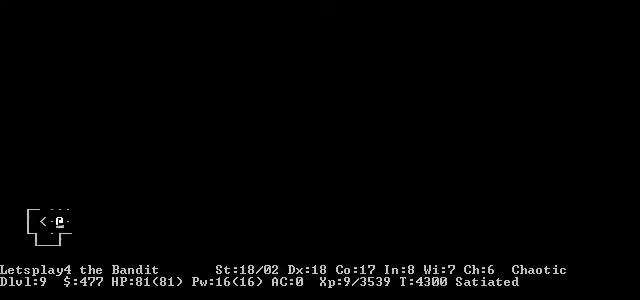 < · @ ·
Letsplay4 the Bandit St:18/02 Dx:18 Co:17 In:8 Wi:7 Ch:6 Chaotic
Dlvl:9 $:477 HP:81(81) Pw:16(16) AC:0 Xp:9/3539 T:4300 Satiated